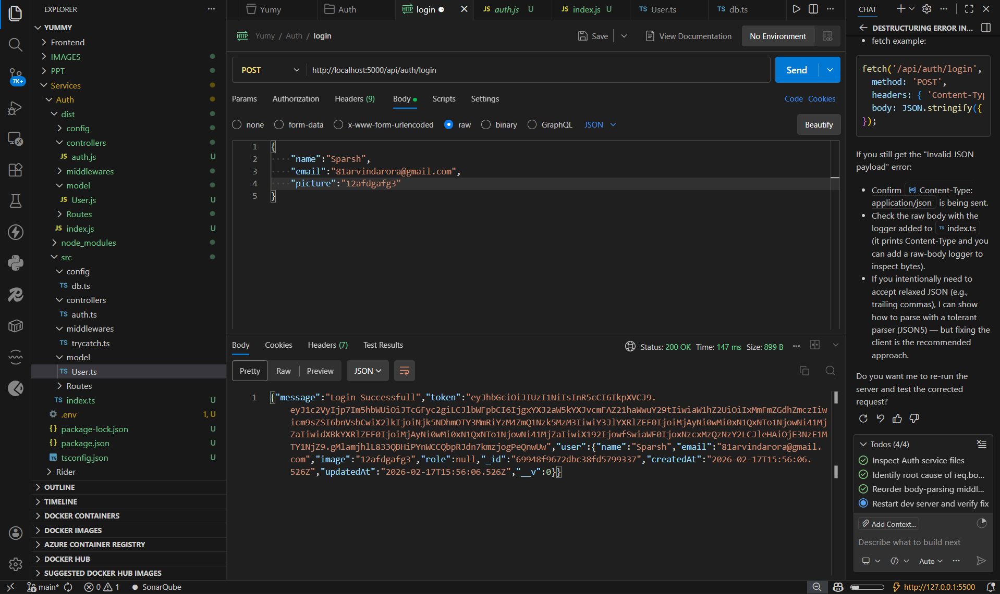 EXPLORER
YUMMY
Frontend
IMAGES
PPT
Services
Auth
dist
config
controllers
JS auth.js U
middlewares
model
JS User.js U
Routes
JS index.js U
node_modules
src
config
TS db.ts
controllers
TS auth.ts
middlewares
TS trycatch.ts
model
TS User.ts
Routes
TS index.ts U
.env 1, U
{} package-lock.json U
{} package.json U
TS tsconfig.json U
Rider
OUTLINE
TIMELINE
DOCKER CONTAINERS
DOCKER IMAGES
AZURE CONTAINER REGISTRY
DOCKER HUB
SUGGESTED DOCKER HUB IMAGES
7K+
Yumy
Auth
HTTP login
JS auth.js U
JS index.js U
TS User.ts
TS db.ts
HTTP Yumy / Auth / login
Save
View Documentation
No Environment
POST
http://localhost:5000/api/auth/login
Send
Params Authorization Headers (9) Body Scripts Settings
Code Cookies
none form-data x-www-form-urlencoded raw binary GraphQL JSON
Beautify
1 {
2 ····"name":"Sparsh",
3 ····"email":"81arvindarora@gmail.com",
4 ····"picture":"12afdgafg3"
5 }
Body Cookies Headers (7) Test Results
Status: 200 OK Time: 147 ms Size: 899 B
Pretty Raw Preview JSON
1 {"message":"Login Successfull","token":"eyJhbGciOiJIUzI1NiIsInR5cCI6IkpXVCJ9.
eyJ1c2VyIjp7Im5hbWUiOiJTcGFyc2giLCJlbWFpbCI6IjgxYXJ2aW5kYXJvcmFAZ21haWwuY29tIiwiaW1hZ2UiOiIxMmFmZGdhZmczIiw
icm9sZSI6bnVsbCwiX2lkIjoiNjk5NDhmOTY3MmRiYzM4ZmQ1Nzk5MzM3IiwiY3JlYXRlZEF0IjoiMjAyNi0wMi0xN1QxNTo1NjowNi41MjZ
ZaIiwidXBkYXRlZEF0IjoiMjAyNi0wMi0xN1QxNTo1NjowNi41MjZaIiwiX192IjowfSwiaWF0IjoxNzcxMzQzNzY2LCJleHAiOjE3NzE1M
TY1NjZ9.gMlamjhlL833QBHiPYnWCCQbpRJdn7kmzjogPeQnwUw","user":{"name":"Sparsh","email":"81arvindarora@gmail.
com","image":"12afdgafg3","role":null,"_id":"69948f9672dbc38fd5799337","createdAt":"2026-02-17T15:56:06.
526Z","updatedAt":"2026-02-17T15:56:06.526Z","__v":0}}
CHAT
DESTRUCTURING ERROR IN...
fetch example:
fetch('/api/auth/login',
method: 'POST',
headers: { 'Content-Typ
body: JSON.stringify({
});
If you still get the "Invalid JSON
payload" error:
Confirm Content-Type:
application/json is being sent.
Check the raw body with the
logger added to TS index.ts
(it prints Content-Type and you
can add a raw-body logger to
inspect bytes).
If you intentionally need to
accept relaxed JSON (e.g.,
trailing commas), I can show
how to parse with a tolerant
parser (JSON5) — but fixing the
client is the recommended
approach.
Do you want me to re-run the
server and test the corrected
request?
Todos (4/4)
Inspect Auth service files
Identify root cause of req.bo...
Reorder body-parsing middl...
Restart dev server and verify fix
Add Context...
Describe what to build next
Auto
main* 0 1 SonarQube
http://127.0.0.1:5500